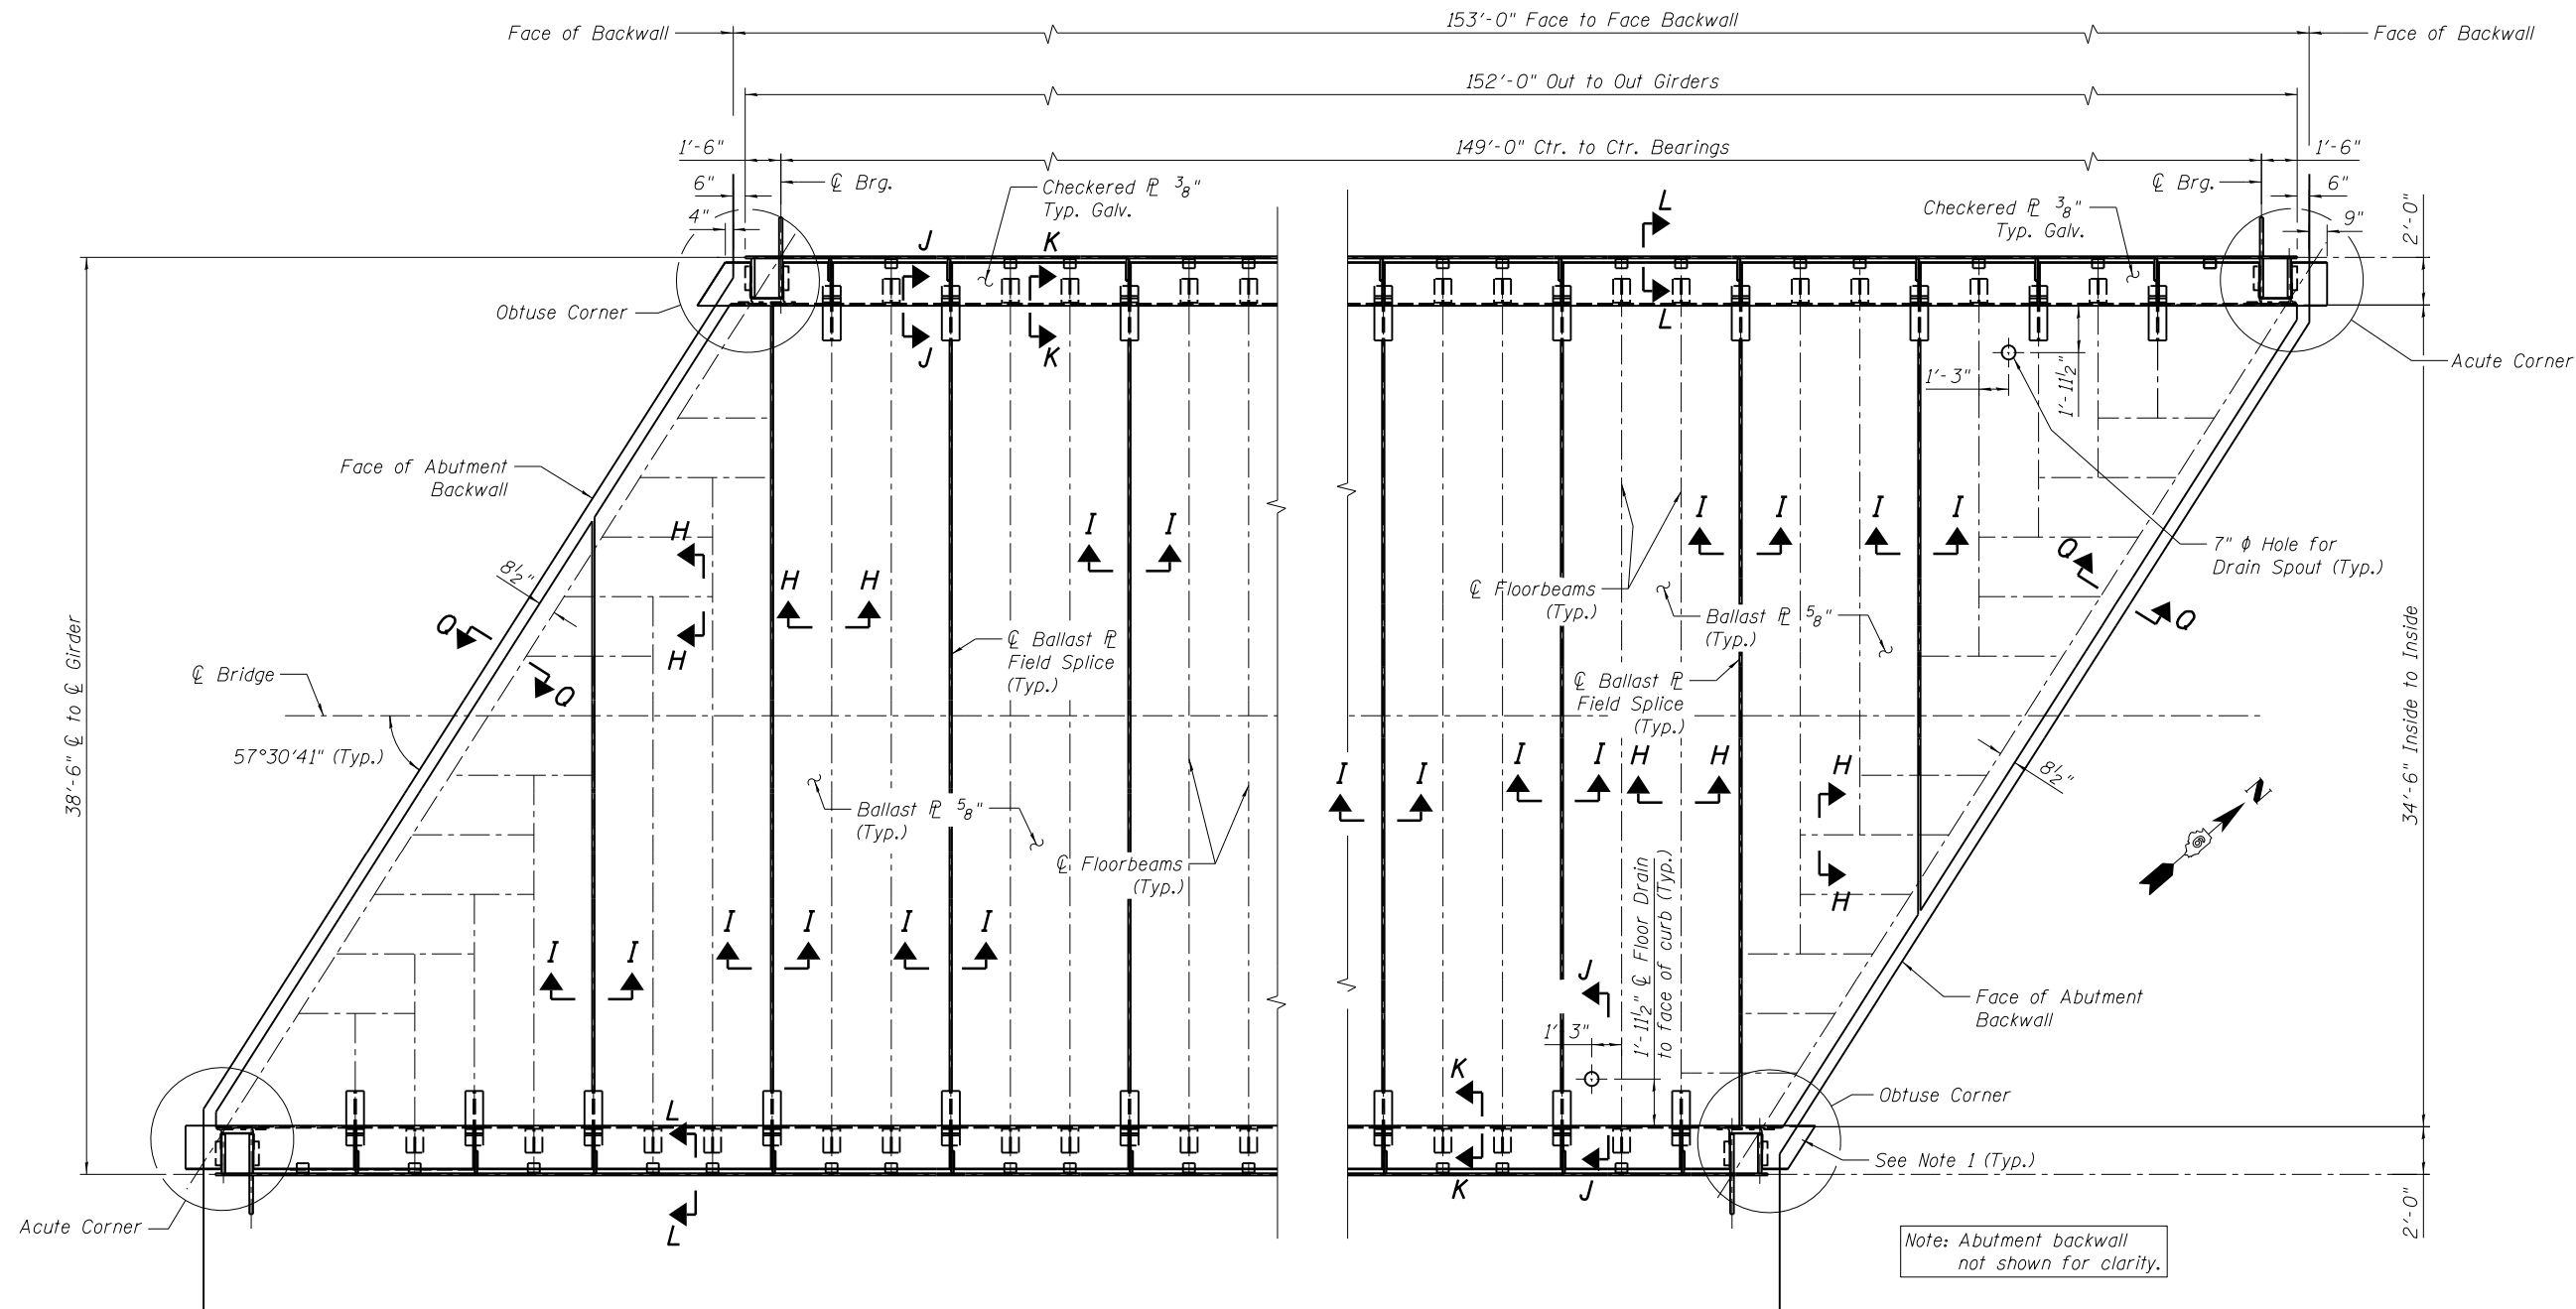 153'-0" Face to Face Backwall
Face of Backwall
Face of Backwall
152'-0" Out to Out Girders
149'-0" Ctr. to Ctr. Bearings
1'-6"
1'-6"
6"
℄ Brg.
Checkered ℙL 3/8"
Typ. Galv.
℄ Brg.
6"
4"
Checkered ℙL 3/8"
Typ. Galv.
9"
2'-0"
L
J
K
L
Obtuse Corner
J
K
Acute Corner
1'-3"
1'-11½"
Face of Abutment
Backwall
I
I
I
I
I
I
H
H
H
H
8½"
Q
Q
7" ϕ Hole for
Drain Spout (Typ.)
℄ Floorbeams
(Typ.)
Ballast ℙL 5/8"
(Typ.)
Q
Q
℄ Ballast ℙL
Field Splice
(Typ.)
℄ Ballast ℙL
Field Splice
(Typ.)
38'-6" ℄ to ℄ Girder
34'-6" Inside to Inside
℄ Bridge
57°30'41" (Typ.)
I
I
I
I
H
H
H
H
8½"
N
6
Ballast ℙL 5/8"
(Typ.)
℄ Floorbeams
(Typ.)
1'-11½" ℄ Floor Drain
to face of curb (Typ.)
I
I
I
I
I
I
J
1'-3"
Face of Abutment
Backwall
K
Obtuse Corner
L
See Note 1 (Typ.)
K
J
Acute Corner
L
2'-0"
Note: Abutment backwall
not shown for clarity.